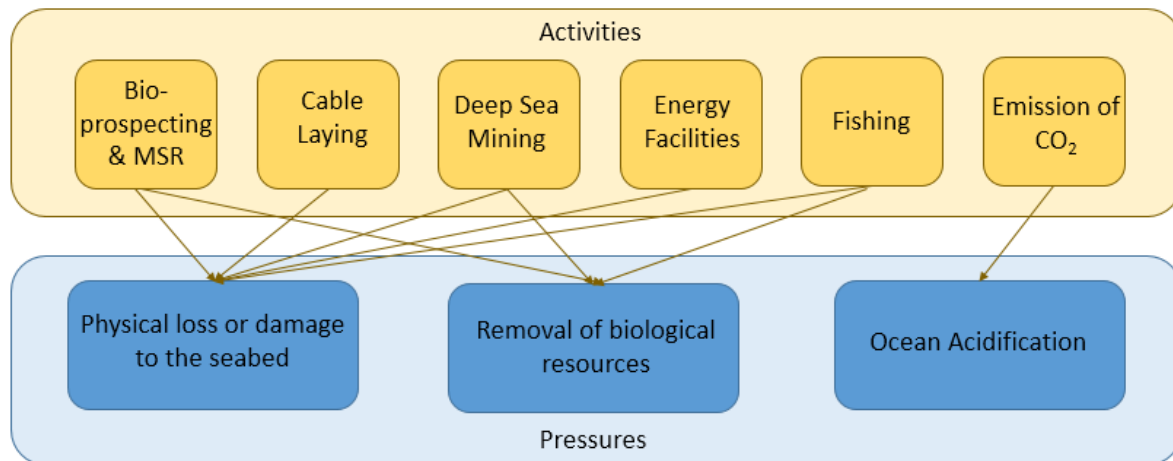 Activities
Bio-
prospecting
& MSR
Cable
Laying
Deep Sea
Mining
Energy
Facilities
Fishing
Emission of
CO₂
Physical loss or damage
to the seabed
Removal of biological
resources
Ocean Acidification
Pressures